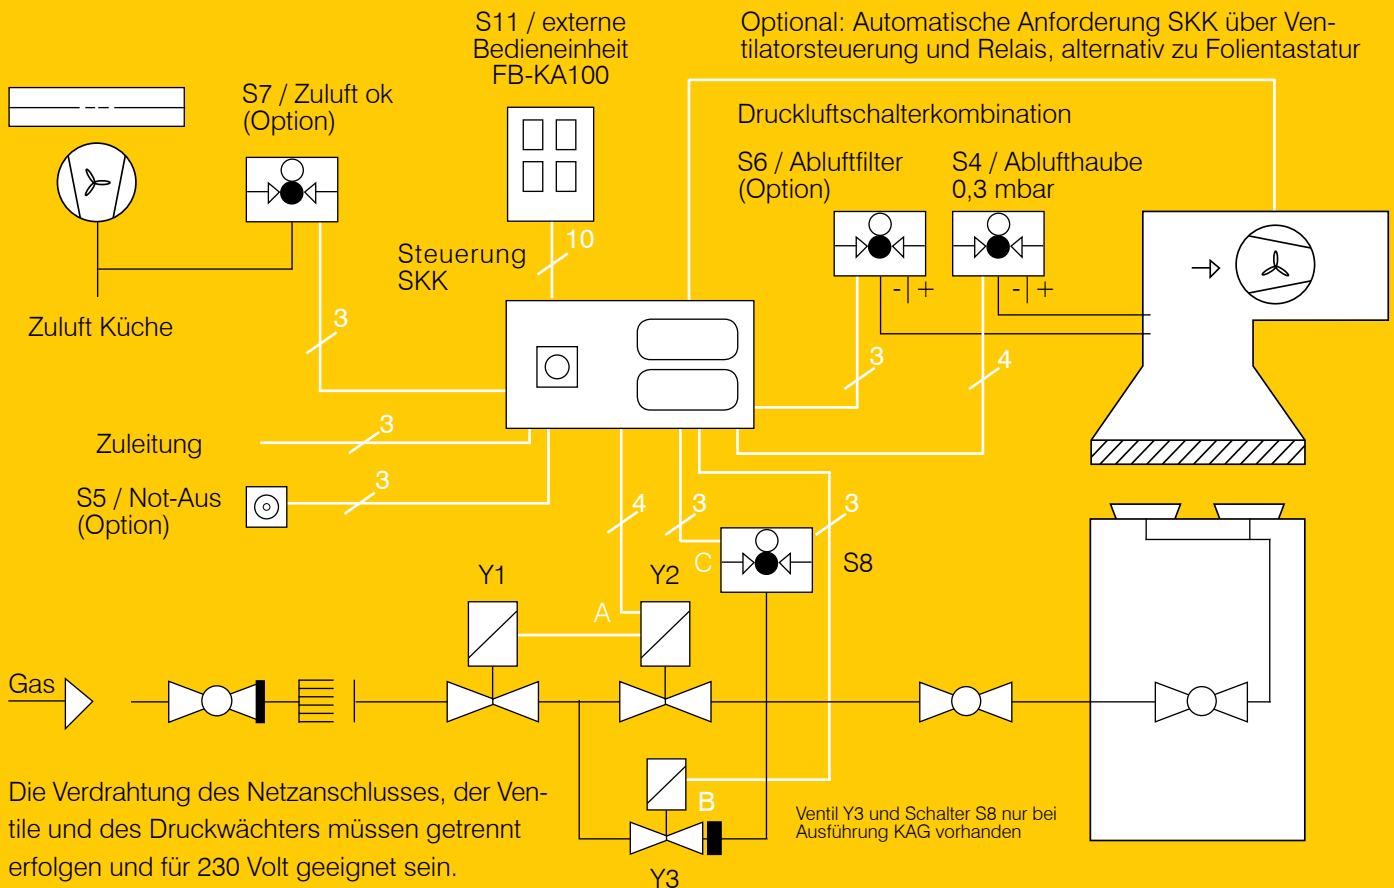 S11 / externe
Bedieneinheit
FB-KA100
Optional: Automatische Anforderung SKK über Ven-
tilatorsteuerung und Relais, alternativ zu Folientastatur
S7 / Zuluft ok
(Option)
Druckluftschalterkombination
S6 / Abluftfilter
(Option)
S4 / Ablufthaube
0,3 mbar
Steuerung
SKK
10
- +
- +
Zuluft Küche
3
3
4
Zuleitung
3
S5 / Not-Aus
(Option)
3
4
3
3
C
S8
Y1
Y2
A
Gas
B
Y3
Die Verdrahtung des Netzanschlusses, der Ven-
tile und des Druckwächters müssen getrennt
erfolgen und für 230 Volt geeignet sein.
Ventil Y3 und Schalter S8 nur bei
Ausführung KAG vorhanden